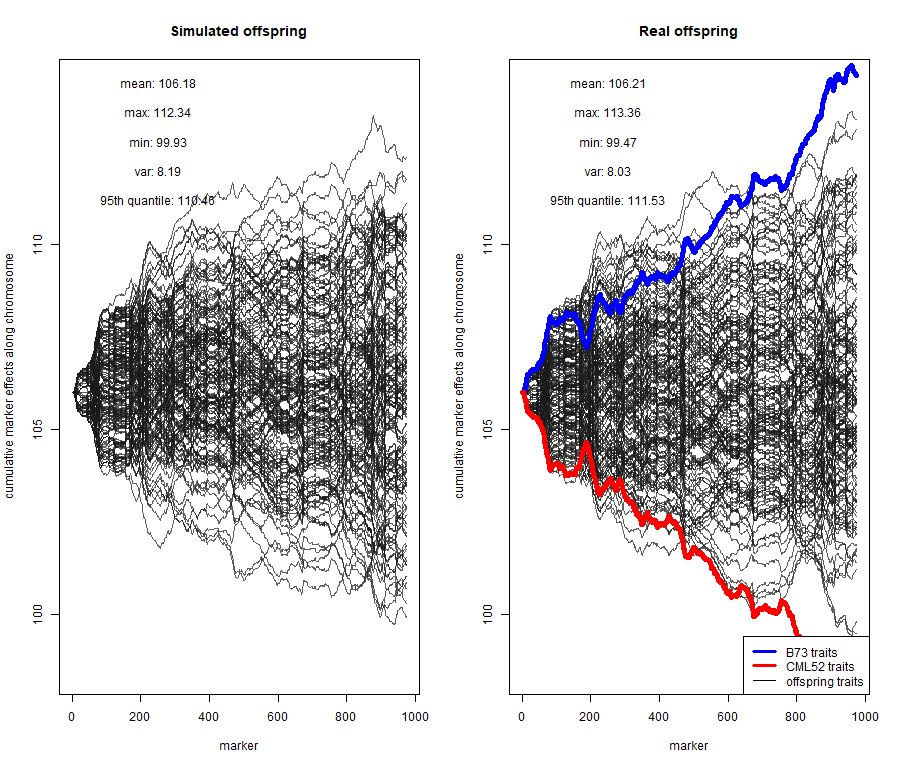 Simulated offspring
mean: 106.18
max: 112.34
min: 99.93
var: 8.19
95th quantile: 110.46
cumulative marker effects along chromosome
110
105
100
0 200 400 600 800 1000
marker
Real offspring
mean: 106.21
max: 113.36
min: 99.47
var: 8.03
95th quantile: 111.53
cumulative marker effects along chromosome
110
105
100
B73 traits
CML52 traits
offspring traits
0 200 400 600 800 1000
marker